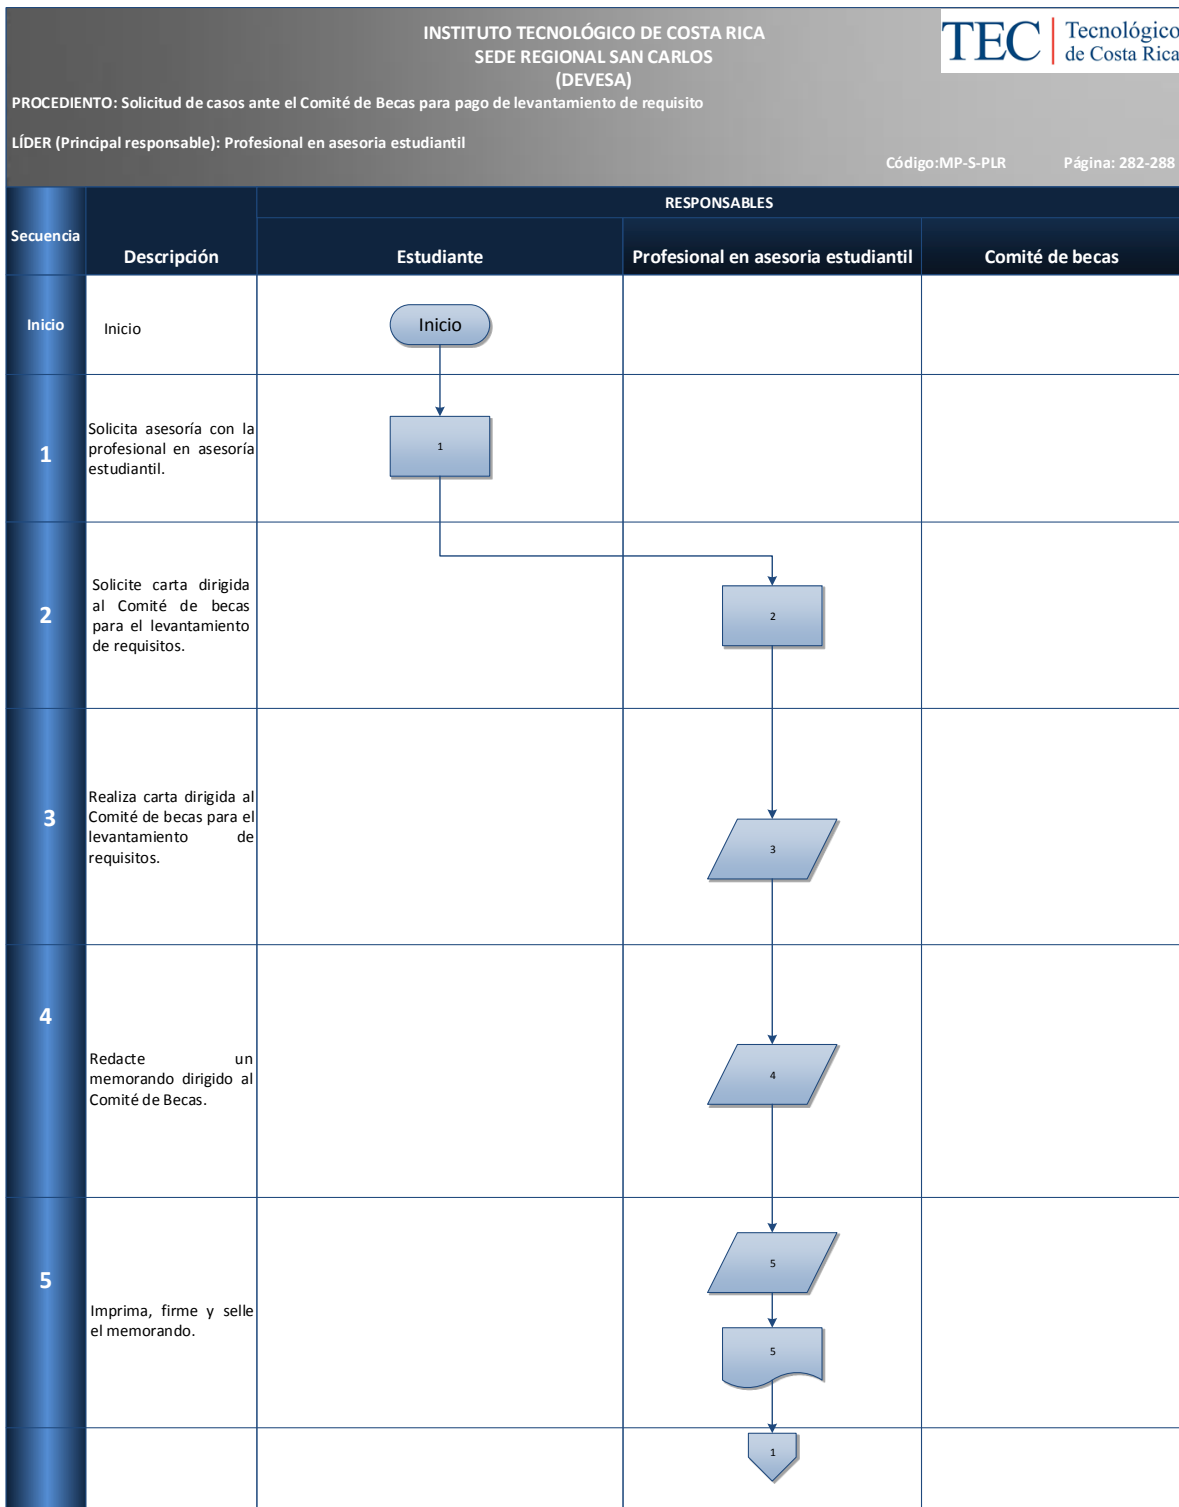 INSTITUTO TECNOLÓGICO DE COSTA RICA
SEDE REGIONAL SAN CARLOS
(DEVESA)
TEC
Tecnológico
de Costa Rica
PROCEDIENTO: Solicitud de casos ante el Comité de Becas para pago de levantamiento de requisito
LÍDER (Principal responsable): Profesional en asesoria estudiantil
Código:MP-S-PLR
Página: 282-288
RESPONSABLES
Secuencia
Descripción
Estudiante
Profesional en asesoria estudiantil
Comité de becas
Inicio
Inicio
Inicio
1
Solicita asesoría con la
profesional en asesoría
estudiantil.
1
2
Solicite carta dirigida
al Comité de becas
para el levantamiento
de requisitos.
2
3
Realiza carta dirigida al
Comité de becas para el
levantamiento de
requisitos.
3
4
Redacte un
memorando dirigido al
Comité de Becas.
4
5
Imprima, firme y selle
el memorando.
5
5
1